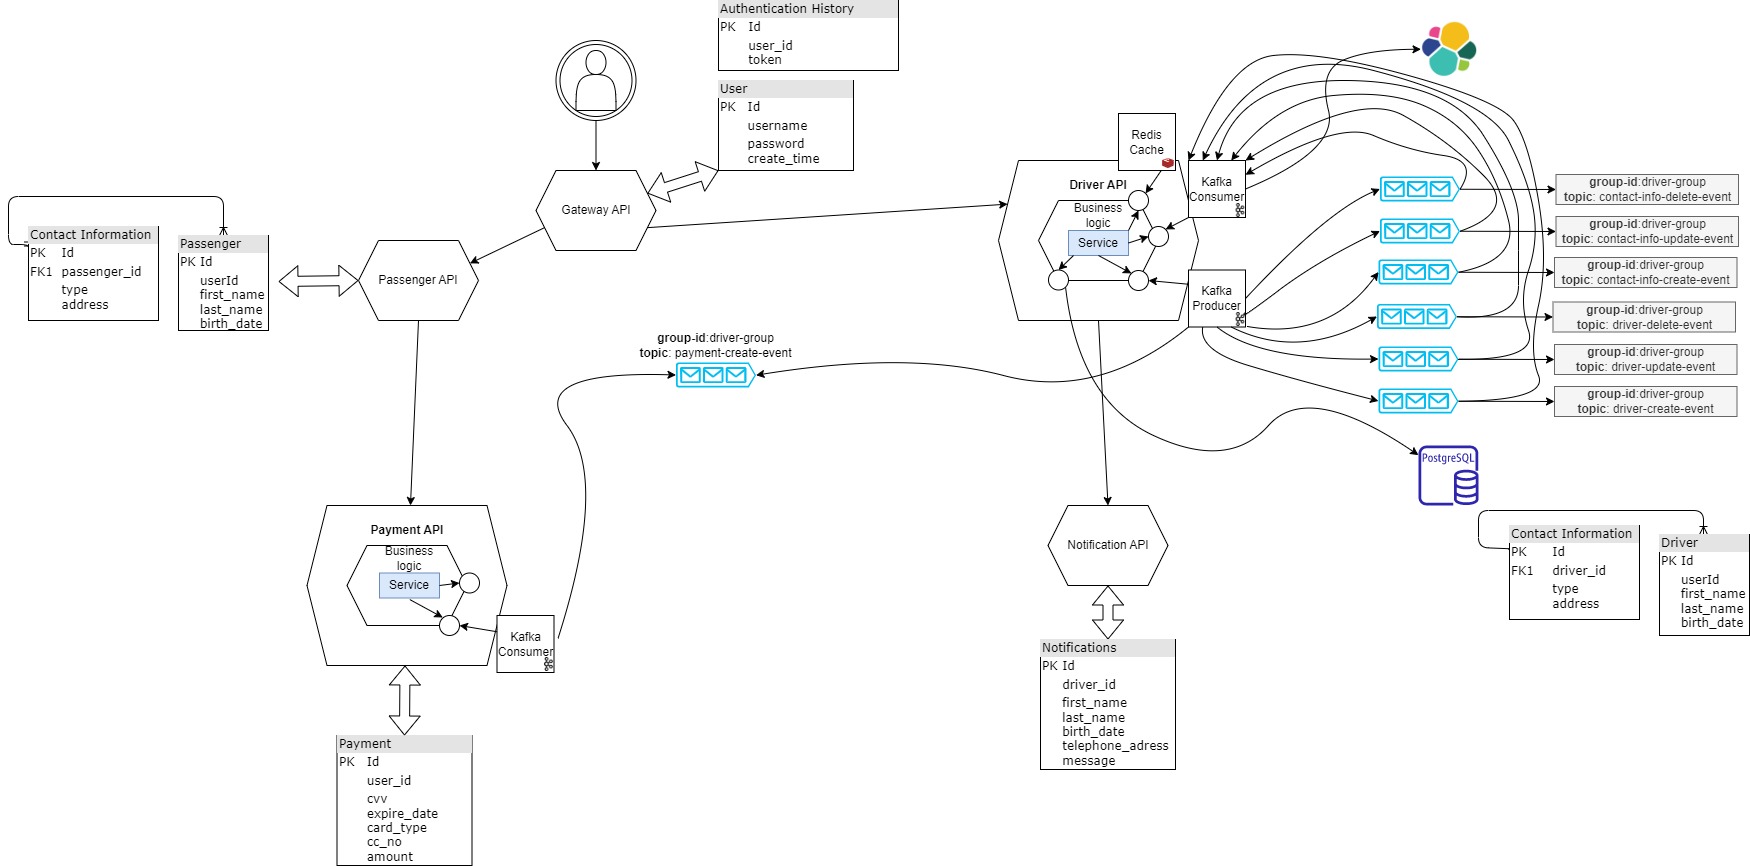 Authentication History
PK Id
user_id
token
User
PK Id
username
password
create_time
Gateway API
Contact Information
PK Id
FK1 passenger_id
type
address
Passenger
PK Id
userId
first_name
last_name
birth_date
Passenger API
Redis
Cache
Driver API
Business
logic
Service
Kafka
Consumer
Kafka
Producer
group-id:driver-group
topic: contact-info-delete-event
group-id:driver-group
topic: contact-info-update-event
group-id:driver-group
topic: contact-info-create-event
group-id:driver-group
topic: driver-delete-event
group-id:driver-group
topic: driver-update-event
group-id:driver-group
topic: driver-create-event
group-id:driver-group
topic: payment-create-event
PostgreSQL
Contact Information
PK Id
FK1 driver_id
type
address
Driver
PK Id
userId
first_name
last_name
birth_date
Payment API
Business
logic
Service
Kafka
Consumer
Notification API
Notifications
PK Id
driver_id
first_name
last_name
birth_date
telephone_adress
message
Payment
PK Id
user_id
cvv
expire_date
card_type
cc_no
amount